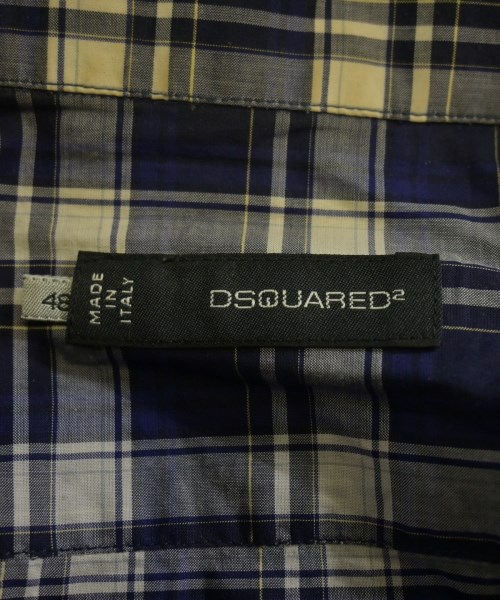 48
MADE
IN
ITALY
DSQUARED²